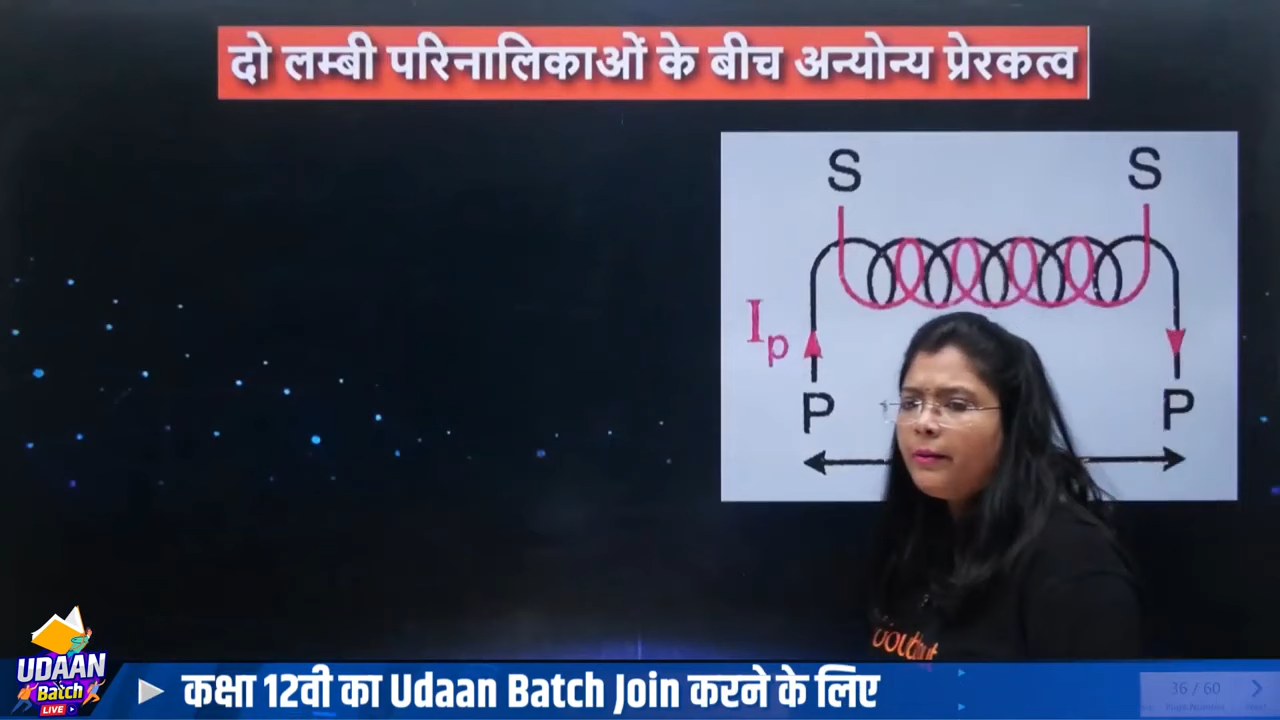 दो लम्बी परिनालिकाओं के बीच अन्योन्य प्रेरकत्व
S S
Ip
P P
UDAAN
Batch
LIVE
कक्षा 12वी का Udaan Batch Join करने के लिए
36 / 60